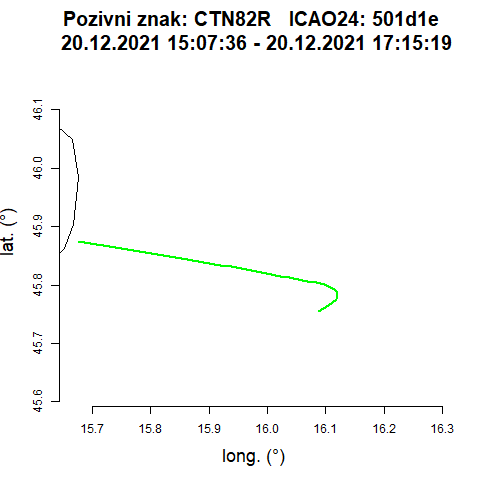 Pozivni znak: CTN82R   ICAO24: 501d1e
20.12.2021 15:07:36 - 20.12.2021 17:15:19
46.1
46.0
45.9
45.8
45.7
45.6
lat. (°)
15.7 15.8 15.9 16.0 16.1 16.2 16.3
long. (°)